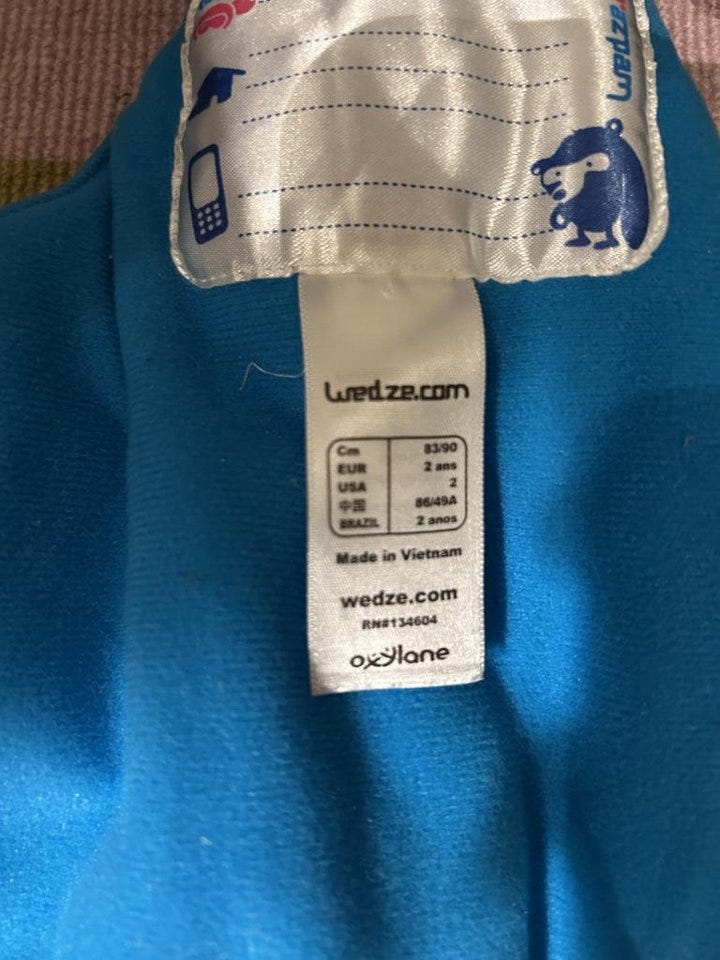 wedze
wedze.com
Cm 83/90
EUR 2 ans
USA 2
中国 86/49A
BRAZIL 2 anos
Made in Vietnam
wedze.com
RN#134604
oxylane